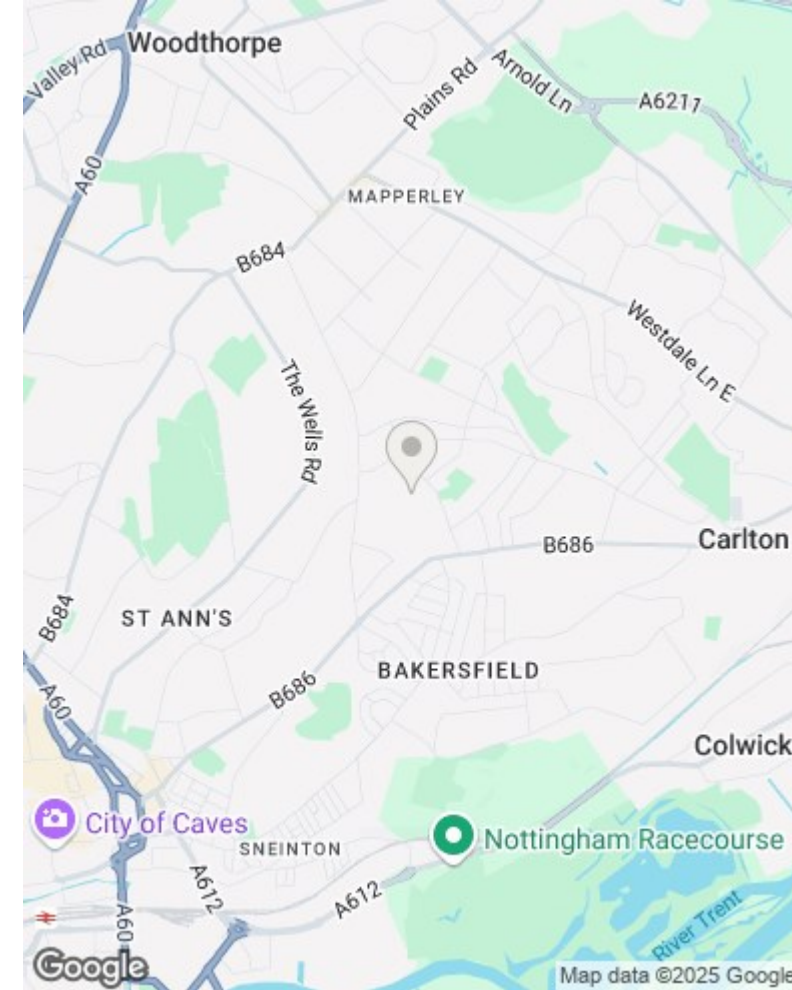 Woodthorpe
Valley Rd
Plains Rd
Arnold Ln
A6211
A60
MAPPERLEY
B684
Westdale Ln E
The Wells Rd
B686
Carlton
B684
ST ANN'S
BAKERSFIELD
B686
A60
Colwick
City of Caves
Nottingham Racecourse
SNEINTON
A612
A612
A60
River Trent
Google
Map data ©2025 Google